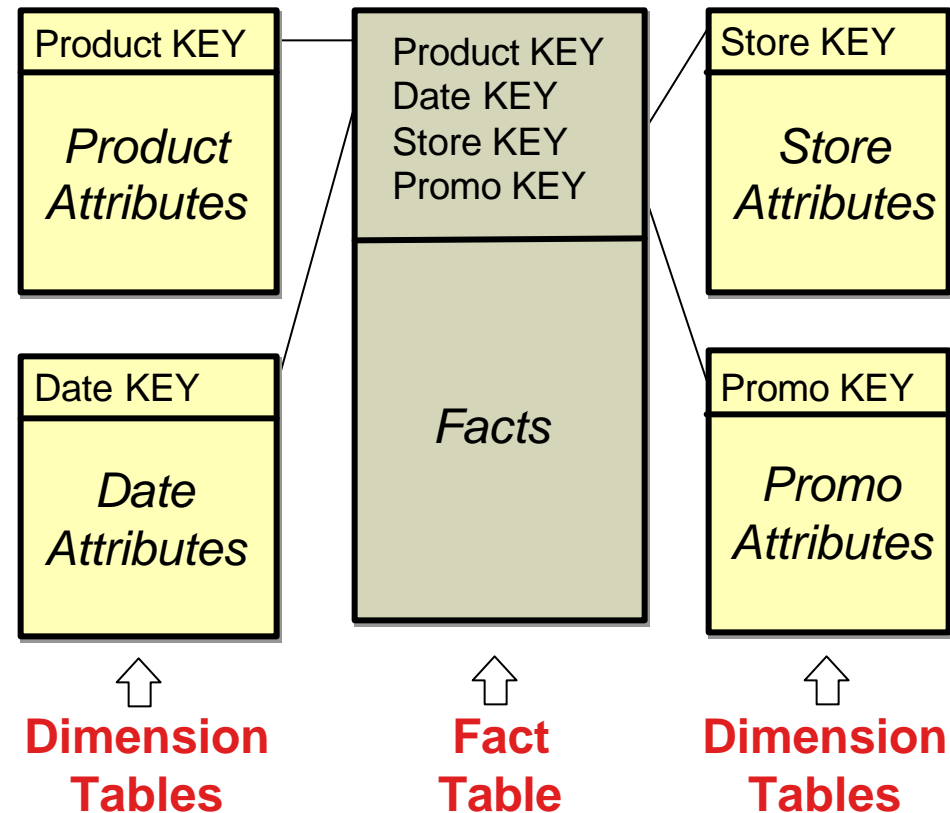 Product KEY
Product
Attributes
Date KEY
Date
Attributes
Product KEY
Date KEY
Store KEY
Promo KEY
Facts
Store KEY
Store
Attributes
Promo KEY
Promo
Attributes
Dimension
Tables
Fact
Table
Dimension
Tables